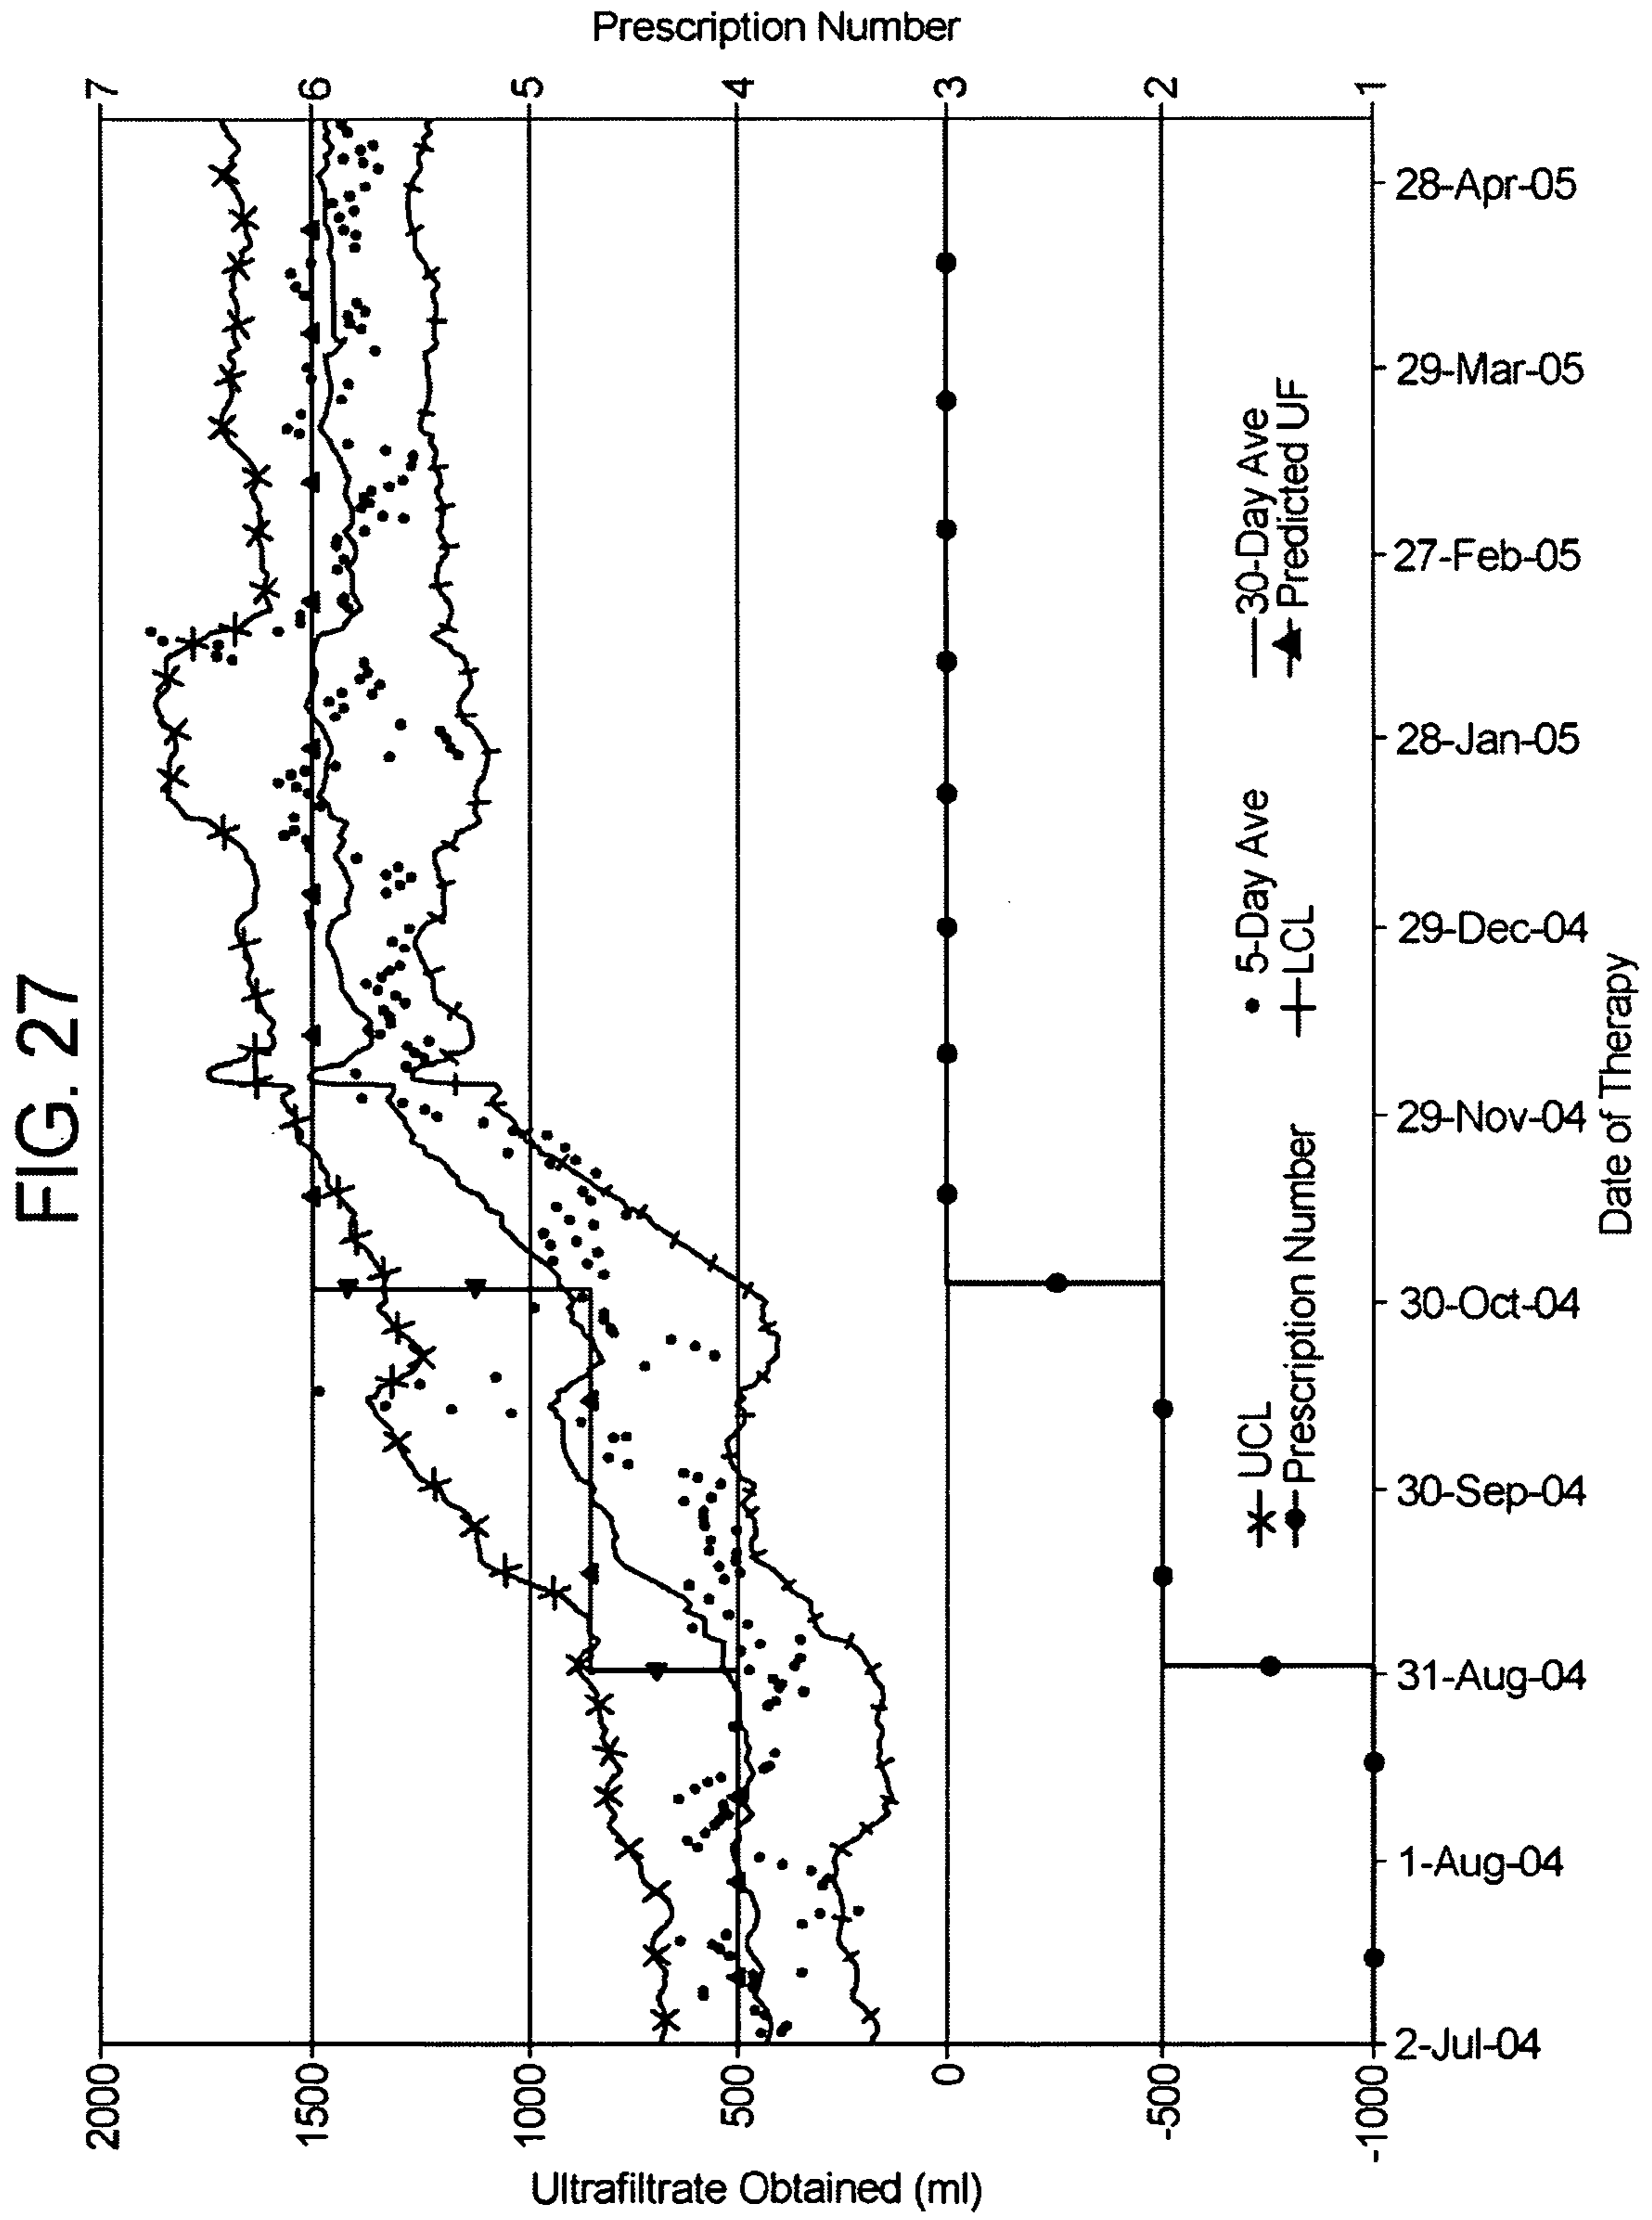 FIG. 27
Ultrafiltrate Obtained (ml)
2000
1500
1000
500
0
-500
-1000
Prescription Number
7
6
5
4
3
2
1
UCL
5-Day Ave
30-Day Ave
Prescription Number
LCL
Predicted UF
2-Jul-04
1-Aug-04
31-Aug-04
30-Sep-04
30-Oct-04
29-Nov-04
29-Dec-04
28-Jan-05
27-Feb-05
29-Mar-05
28-Apr-05
Date of Therapy